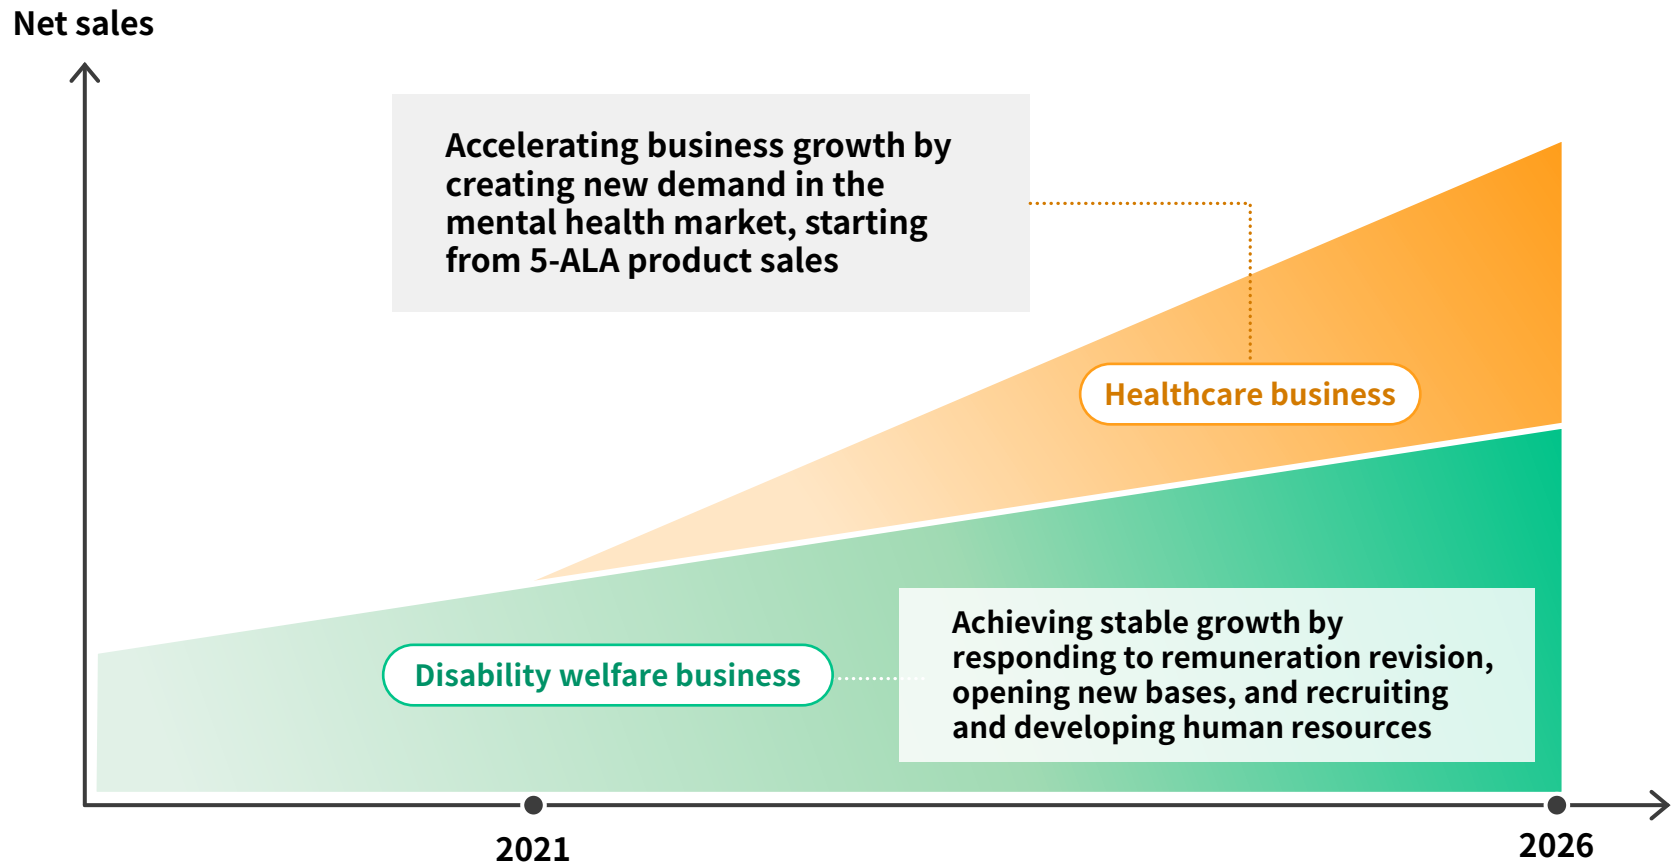 Net sales
Accelerating business growth by
creating new demand in the
mental health market, starting
from 5-ALA product sales
Healthcare business
Disability welfare business
Achieving stable growth by
responding to remuneration revision,
opening new bases, and recruiting
and developing human resources
2021
2026